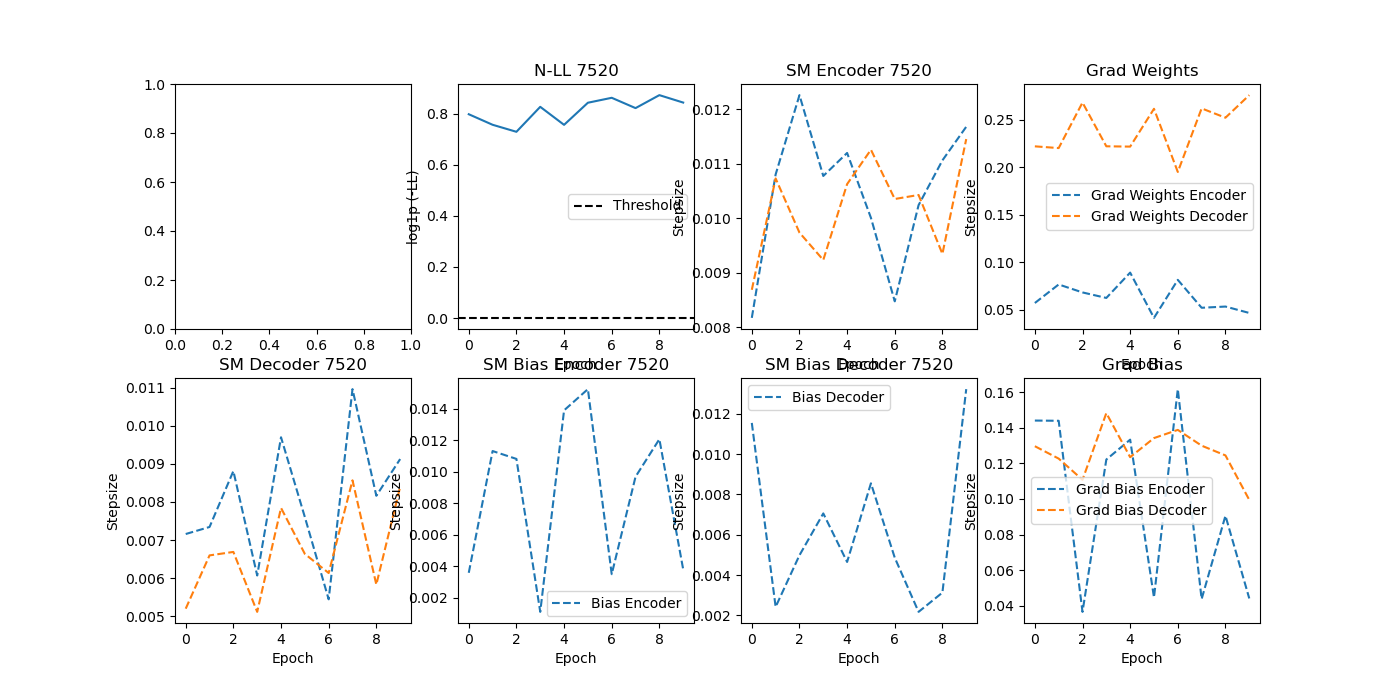 N-LL 7520
SM Encoder 7520
Grad Weights
1.0
0.8
0.6
0.4
0.2
0.0
0.0 0.2 0.4 0.6 0.8 1.0
log1p (-LL)
0.8
0.6
0.4
0.2
0.0
Threshold
0 2 4 6 8
Epoch
Stepsize
0.012
0.011
0.010
0.009
0.008
0 2 4 6 8
Epoch
Stepsize
0.25
0.20
0.15
0.10
0.05
Grad Weights Encoder
Grad Weights Decoder
0 2 4 6 8
Epoch
SM Decoder 7520
SM Bias Encoder 7520
SM Bias Decoder 7520
Grad Bias
Stepsize
0.011
0.010
0.009
0.008
0.007
0.006
0.005
0 2 4 6 8
Epoch
Stepsize
0.014
0.012
0.010
0.008
0.006
0.004
0.002
Bias Encoder
0 2 4 6 8
Epoch
Stepsize
0.012
0.010
0.008
0.006
0.004
0.002
Bias Decoder
0 2 4 6 8
Epoch
Stepsize
0.16
0.14
0.12
0.10
0.08
0.06
0.04
Grad Bias Encoder
Grad Bias Decoder
0 2 4 6 8
Epoch